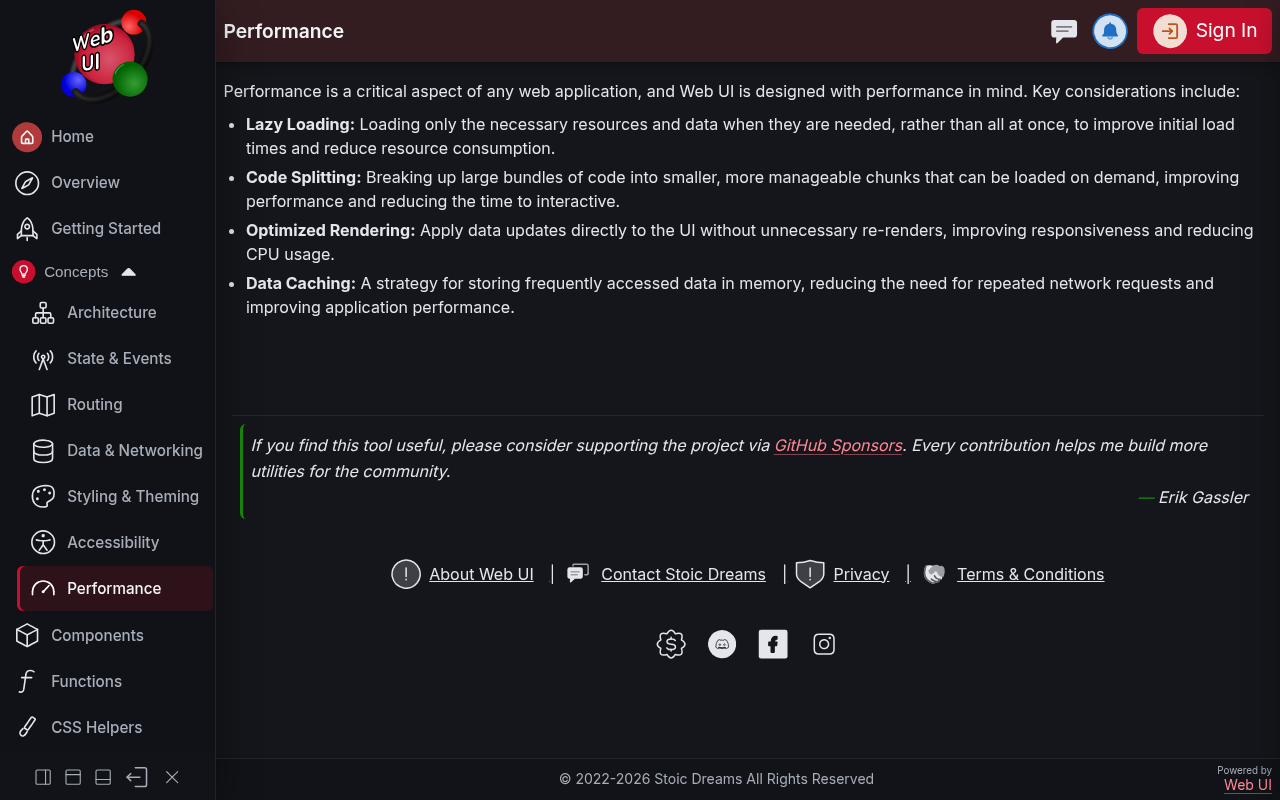 Web
UI
Home
Overview
Getting Started
Concepts
Architecture
State & Events
Routing
Data & Networking
Styling & Theming
Accessibility
Performance
Components
Functions
CSS Helpers
Performance
Sign In
Performance is a critical aspect of any web application, and Web UI is designed with performance in mind. Key considerations include:
• Lazy Loading: Loading only the necessary resources and data when they are needed, rather than all at once, to improve initial load
times and reduce resource consumption.
• Code Splitting: Breaking up large bundles of code into smaller, more manageable chunks that can be loaded on demand, improving
performance and reducing the time to interactive.
• Optimized Rendering: Apply data updates directly to the UI without unnecessary re-renders, improving responsiveness and reducing
CPU usage.
• Data Caching: A strategy for storing frequently accessed data in memory, reducing the need for repeated network requests and
improving application performance.
If you find this tool useful, please consider supporting the project via GitHub Sponsors. Every contribution helps me build more
utilities for the community.
— Erik Gassler
About Web UI | Contact Stoic Dreams | Privacy | Terms & Conditions
© 2022-2026 Stoic Dreams All Rights Reserved
Powered by
Web UI